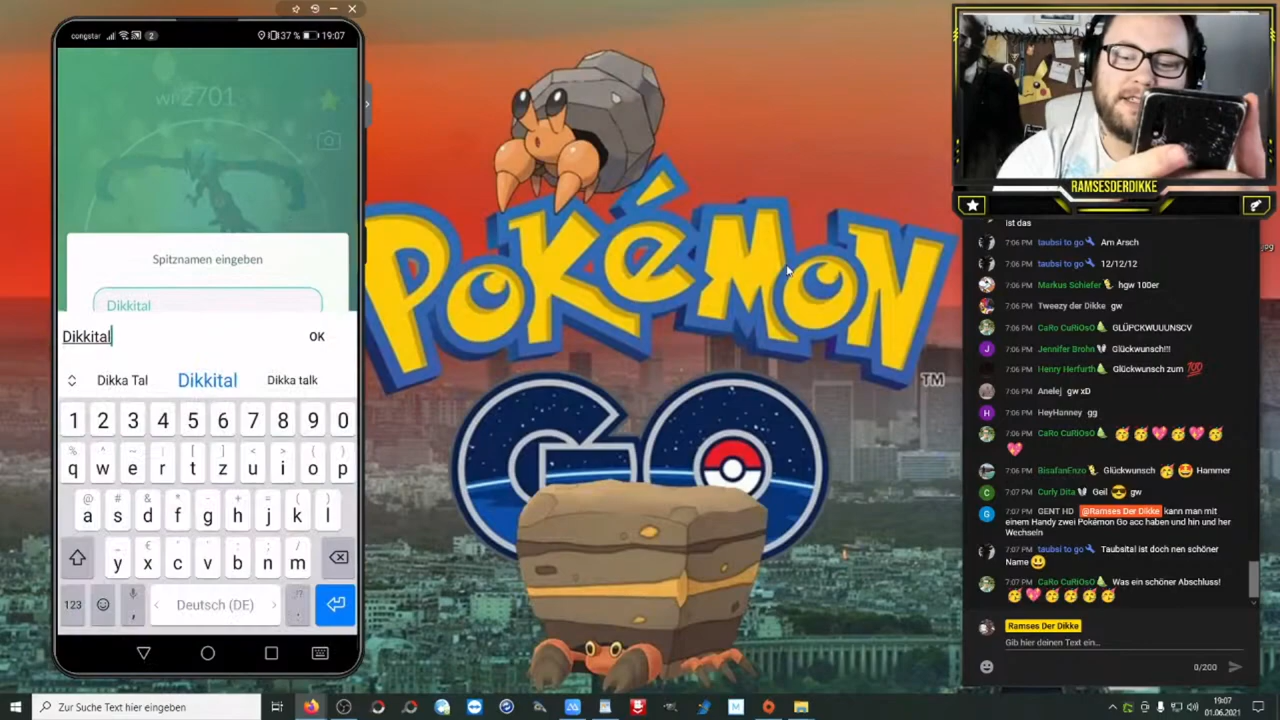 congstar 2 37 % 19:07
WP2701
Spitznamen eingeben
Dikkital
Dikkital OK
Dikka Tal Dikkital Dikka talk
1 2 3 4 5 6 7 8 9 0
q w e r t z u i o p
a s d f g h j k l
y x c v b n m
123 Deutsch (DE)
POKÉMON
™
GO
RAMSESDERDIKKE
ist das
7:06 PM taubsi to go Am Arsch
7:06 PM taubsi to go 12/12/12
7:06 PM Markus Schiefer hgw 100er
7:06 PM Tweezy der Dikke gw
7:06 PM CaRo CuRiOsO GLÜPCKWUUUNSCV
7:06 PM Jennifer Brohn Glückwunsch!!!
7:06 PM Henry Herfurth Glückwunsch zum 💯
7:06 PM Anelej gw xD
7:06 PM HeyHanney gg
7:06 PM CaRo CuRiOsO 🥳 🥳 💖 🥳 💖 🥳
💖
7:06 PM BisafanEnzo Glückwunsch 🥳 🤩 Hammer
7:07 PM Curly Dita Geil 😎 gw
7:07 PM GENT HD @Ramses Der Dikke kann man mit
einem Handy zwei Pokémon Go acc haben und hin und her
Wechseln
7:07 PM taubsi to go Taubsital ist doch nen schöner
Name 😃
7:07 PM CaRo CuRiOsO Was ein schöner Abschluss!
🥳 💖 🥳 🥳 🥳 🥳
Ramses Der Dikke
Gib hier deinen Text ein...
0/200
jpg
Zur Suche Text hier eingeben
19:07
01.06.2021